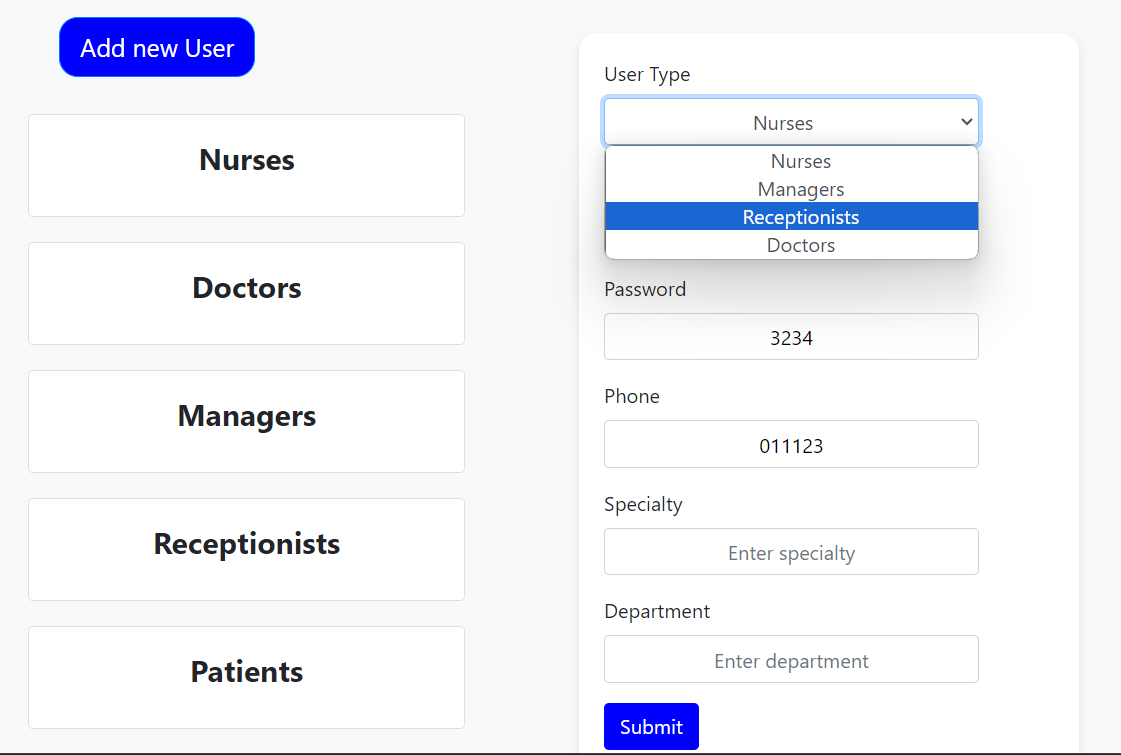 Add new User
Nurses
Doctors
Managers
Receptionists
Patients
User Type
Nurses
Nurses
Managers
Receptionists
Doctors
Password
3234
Phone
011123
Specialty
Enter specialty
Department
Enter department
Submit